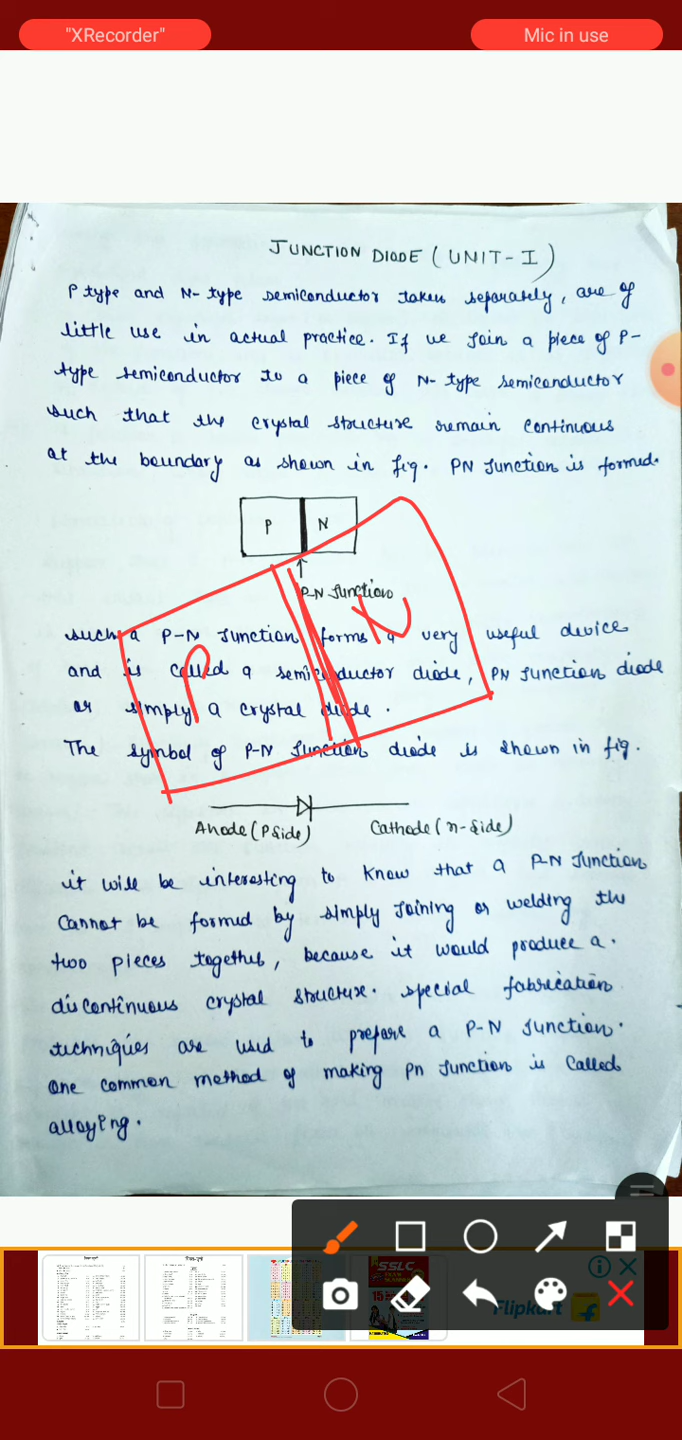 "XRecorder"
Mic in use
JUNCTION DIODE (UNIT-I)
P type and N-type semiconductor taken separately, are of
little use in actual practice. If we Join a piece of P-
type semiconductor to a piece of N-type semiconductor
such that the crystal structure remain continuous
at the boundary as shown in fig. PN Junction is formed.
P N
P-N Junction
such a P-N Junction forms a very useful device
and is called a semiconductor diode, PN Junction diode
or simply a crystal diode.
P
The symbol of P-N Junction diode is shown in fig.
Anode (P Side) Cathode (n-side)
it will be interesting to know that a P-N Junction
cannot be formed by simply Joining or welding the
two pieces together, because it would produce a
discontinuous crystal structure. special fabrication
techniques are used to prepare a P-N Junction.
One common method of making Pn Junction is Called
alloying.
SSLC
15
Flipkart